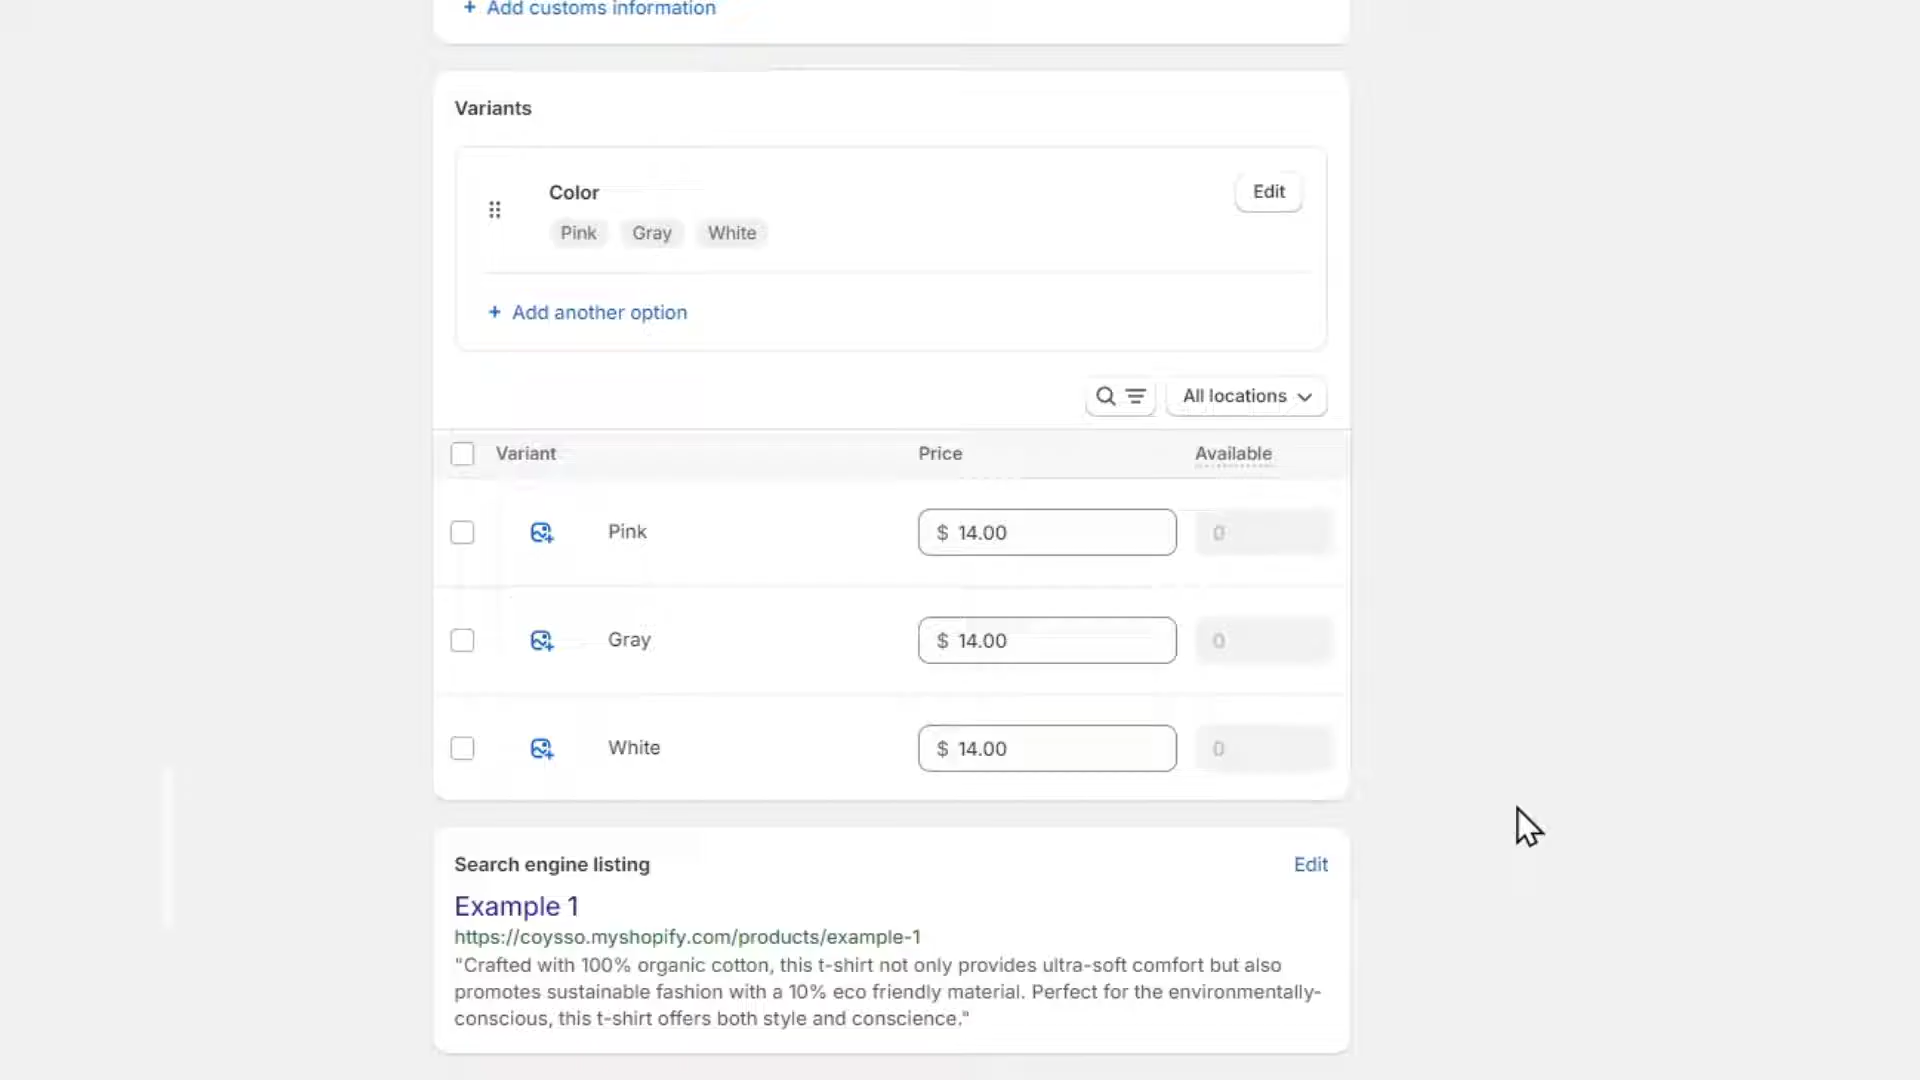 + Add customs information
Variants
Color
Edit
Pink Gray White
+ Add another option
All locations
Variant Price Available
Pink $ 14.00 0
Gray $ 14.00 0
White $ 14.00 0
Search engine listing Edit
Example 1
https://coysso.myshopify.com/products/example-1
"Crafted with 100% organic cotton, this t-shirt not only provides ultra-soft comfort but also
promotes sustainable fashion with a 10% eco friendly material. Perfect for the environmentally-
conscious, this t-shirt offers both style and conscience."